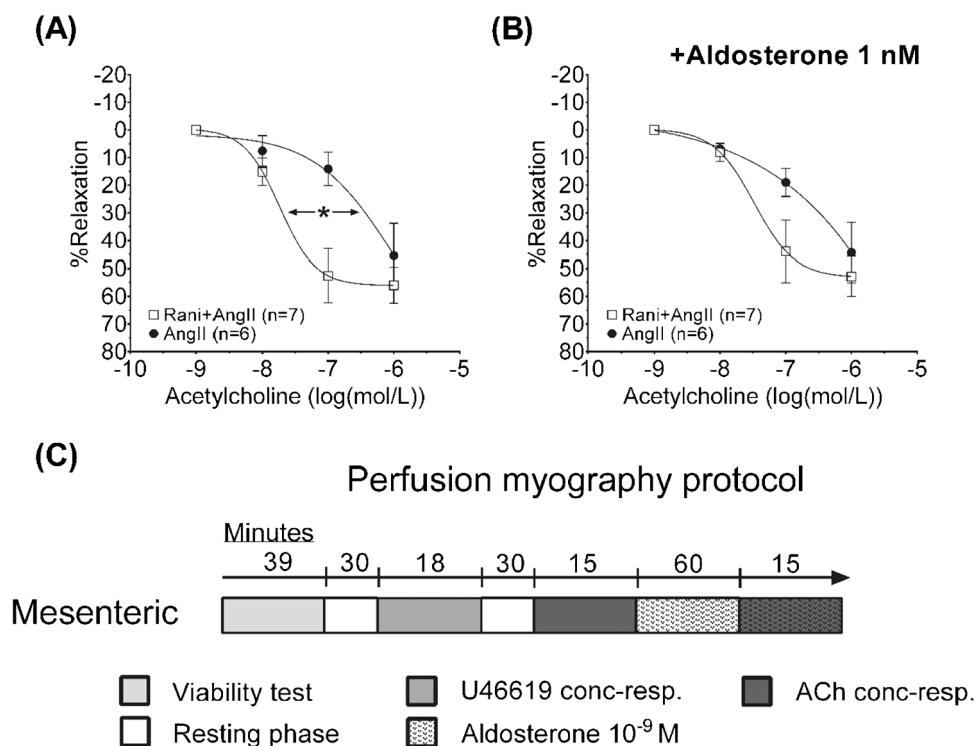 (A)
-20
-10
0
10
20
30
40
50
60
70
80
%Relaxation
*
Rani+AngII (n=7)
AngII (n=6)
-10 -9 -8 -7 -6 -5
Acetylcholine (log(mol/L))
(B)
+Aldosterone 1 nM
-20
-10
0
10
20
30
40
50
60
70
80
%Relaxation
Rani+AngII (n=7)
AngII (n=6)
-10 -9 -8 -7 -6 -5
Acetylcholine (log(mol/L))
(C)
Perfusion myography protocol
Minutes
39 30 18 30 15 60 15
Mesenteric
Viability test U46619 conc-resp. ACh conc-resp.
Resting phase Aldosterone 10⁻⁹ M